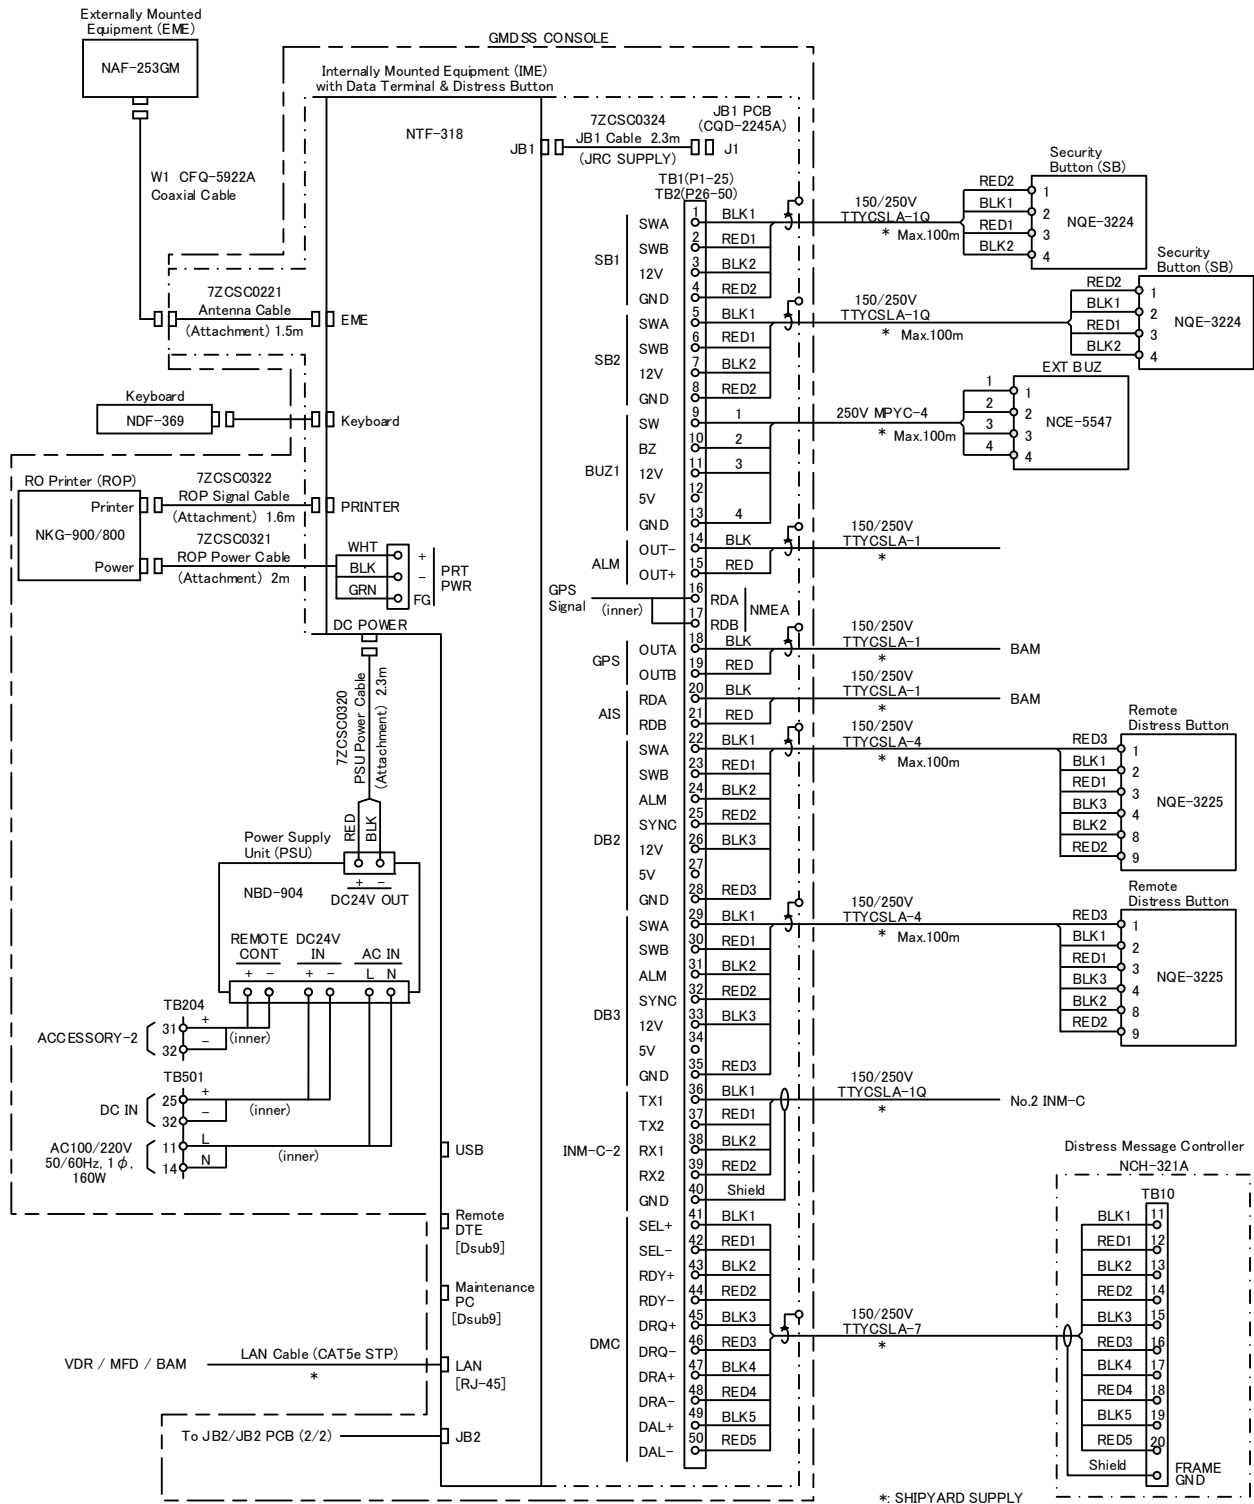 Externally Mounted
Equipment (EME)
NAF-253GM
GMDSS CONSOLE
Internally Mounted Equipment (IME)
with Data Terminal & Distress Button
NTF-318
7ZCSC0324
JB1 Cable 2.3m
(JRC SUPPLY)
JB1
JB1 PCB
(CQD-2245A)
J1
W1 CFQ-5922A
Coaxial Cable
7ZCSC0221
Antenna Cable
(Attachment) 1.5m
EME
Keyboard
NDF-369
Keyboard
RO Printer (ROP)
Printer
NKG-900/800
Power
7ZCSC0322
ROP Signal Cable
(Attachment) 1.6m
PRINTER
7ZCSC0321
ROP Power Cable
(Attachment) 2m
WHT +
BLK -
GRN FG
PRT
PWR
DC POWER
7ZCSC0320
PSU Power Cable
(Attachment) 2.3m
RED
BLK
Power Supply
Unit (PSU)
NBD-904
+ -
DC24V OUT
REMOTE CONT
+ -
DC24V IN
+ -
AC IN
L N
TB204
ACCESSORY-2
31 +
32 -
(inner)
TB501
DC IN
25 +
32 -
(inner)
AC100/220V
50/60Hz, 1φ,
160W
11 L
14 N
(inner)
USB
Remote
DTE
[Dsub9]
Maintenance
PC
[Dsub9]
VDR / MFD / BAM
LAN Cable (CAT5e STP)
*
LAN
[RJ-45]
To JB2/JB2 PCB (2/2)
JB2
TB1(P1-25)
TB2(P26-50)
SB1
SWA 1 BLK1
SWB 2 RED1
12V 3 BLK2
GND 4 RED2
150/250V
TTYCSLA-1Q
* Max.100m
Security
Button (SB)
NQE-3224
RED2 1
BLK1 2
RED1 3
BLK2 4
SB2
SWA 5 BLK1
SWB 6 RED1
12V 7 BLK2
GND 8 RED2
150/250V
TTYCSLA-1Q
* Max.100m
Security
Button (SB)
NQE-3224
RED2 1
BLK1 2
RED1 3
BLK2 4
BUZ1
SW 9 1
BZ 10 2
12V 11 3
5V 12
GND 13 4
250V MPYC-4
* Max.100m
EXT BUZ
NCE-5547
1 1
2 2
3 3
4 4
ALM
OUT- 14 BLK
OUT+ 15 RED
150/250V
TTYCSLA-1
*
GPS
Signal
(inner)
16 RDA
17 RDB
NMEA
GPS
OUTA 18 BLK
OUTB 19 RED
150/250V
TTYCSLA-1
*
BAM
AIS
RDA 20 BLK
RDB 21 RED
150/250V
TTYCSLA-1
*
BAM
DB2
SWA 22 BLK1
SWB 23 RED1
ALM 24 BLK2
SYNC 25 RED2
12V 26 BLK3
5V 27
GND 28 RED3
150/250V
TTYCSLA-4
* Max.100m
Remote
Distress Button
NQE-3225
RED3 1
BLK1 2
RED1 3
BLK3 4
BLK2 8
RED2 9
DB3
SWA 29 BLK1
SWB 30 RED1
ALM 31 BLK2
SYNC 32 RED2
12V 33 BLK3
5V 34
GND 35 RED3
150/250V
TTYCSLA-4
* Max.100m
Remote
Distress Button
NQE-3225
RED3 1
BLK1 2
RED1 3
BLK3 4
BLK2 8
RED2 9
INM-C-2
TX1 36 BLK1
TX2 37 RED1
RX1 38 BLK2
RX2 39 RED2
GND 40 Shield
150/250V
TTYCSLA-1Q
*
No.2 INM-C
DMC
SEL+ 41 BLK1
SEL- 42 RED1
RDY+ 43 BLK2
RDY- 44 RED2
DRQ+ 45 BLK3
DRQ- 46 RED3
DRA+ 47 BLK4
DRA- 48 RED4
DAL+ 49 BLK5
DAL- 50 RED5
150/250V
TTYCSLA-7
*
Distress Message Controller
NCH-321A
TB10
BLK1 11
RED1 12
BLK2 13
RED2 14
BLK3 15
RED3 16
BLK4 17
RED4 18
BLK5 19
RED5 20
Shield
FRAME
GND
*: SHIPYARD SUPPLY